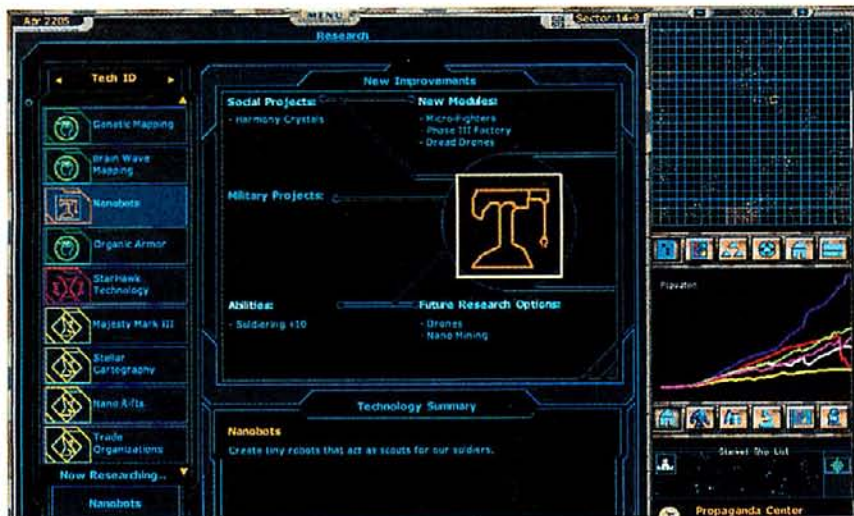 Apr 2205
MENU
Sector:14-9
Research
Tech ID
Genetic Mapping
Brain Wave
Mapping
Nanobots
Organic Armor
StarHawk
Technology
Majesty Mark III
Stellar
Cartography
Nano Rifts
Trade
Organizations
Now Researching...
Nanobots
New Improvements
Social Projects:
- Harmony Crystals
New Modules:
- Micro-Fighters
- Phase III Factory
- Dread Drones
Military Projects:
Abilities:
- Soldiering +10
Future Research Options:
- Drones
- Nano Mining
Technology Summary
Nanobots
Create tiny robots that act as scouts for our soldiers.
Ship List
Propaganda Center